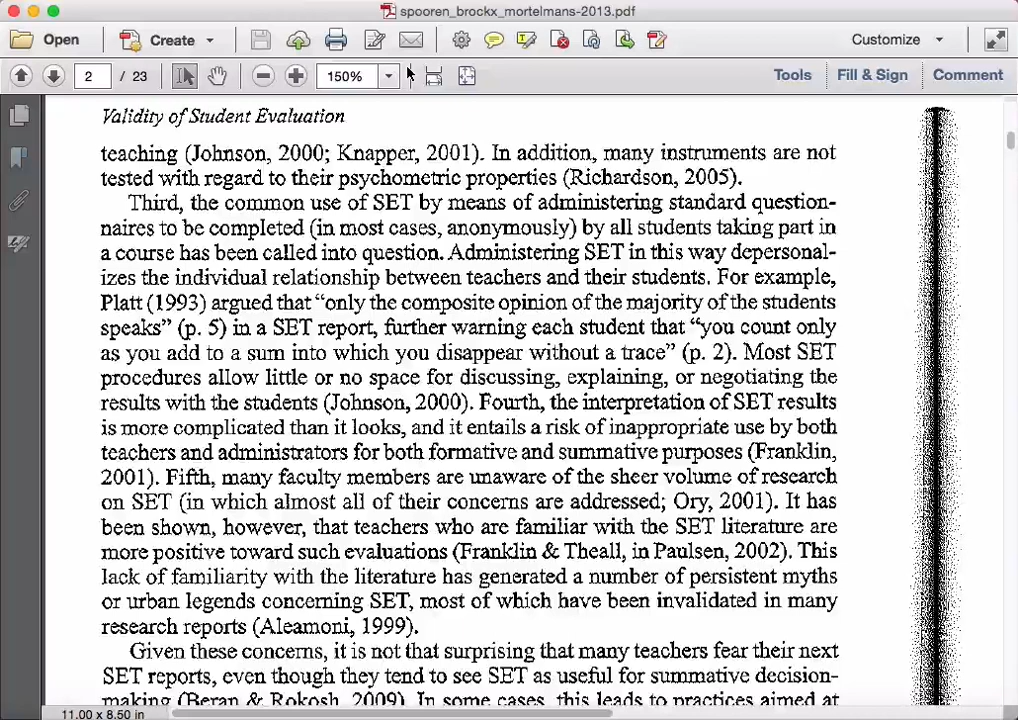 spooren_brockx_mortelmans-2013.pdf
Open Create Customize
2 / 23 150% Tools Fill & Sign Comment
Validity of Student Evaluation
teaching (Johnson, 2000; Knapper, 2001). In addition, many instruments are not
tested with regard to their psychometric properties (Richardson, 2005).
Third, the common use of SET by means of administering standard question-
naires to be completed (in most cases, anonymously) by all students taking part in
a course has been called into question. Administering SET in this way depersonal-
izes the individual relationship between teachers and their students. For example,
Platt (1993) argued that “only the composite opinion of the majority of the students
speaks” (p. 5) in a SET report, further warning each student that “you count only
as you add to a sum into which you disappear without a trace” (p. 2). Most SET
procedures allow little or no space for discussing, explaining, or negotiating the
results with the students (Johnson, 2000). Fourth, the interpretation of SET results
is more complicated than it looks, and it entails a risk of inappropriate use by both
teachers and administrators for both formative and summative purposes (Franklin,
2001). Fifth, many faculty members are unaware of the sheer volume of research
on SET (in which almost all of their concerns are addressed; Ory, 2001). It has
been shown, however, that teachers who are familiar with the SET literature are
more positive toward such evaluations (Franklin & Theall, in Paulsen, 2002). This
lack of familiarity with the literature has generated a number of persistent myths
or urban legends concerning SET, most of which have been invalidated in many
research reports (Aleamoni, 1999).
Given these concerns, it is not that surprising that many teachers fear their next
SET reports, even though they tend to see SET as useful for summative decision-
making (Beran & Rokosh, 2009). In some cases, this leads to practices aimed at
11.00 x 8.50 in